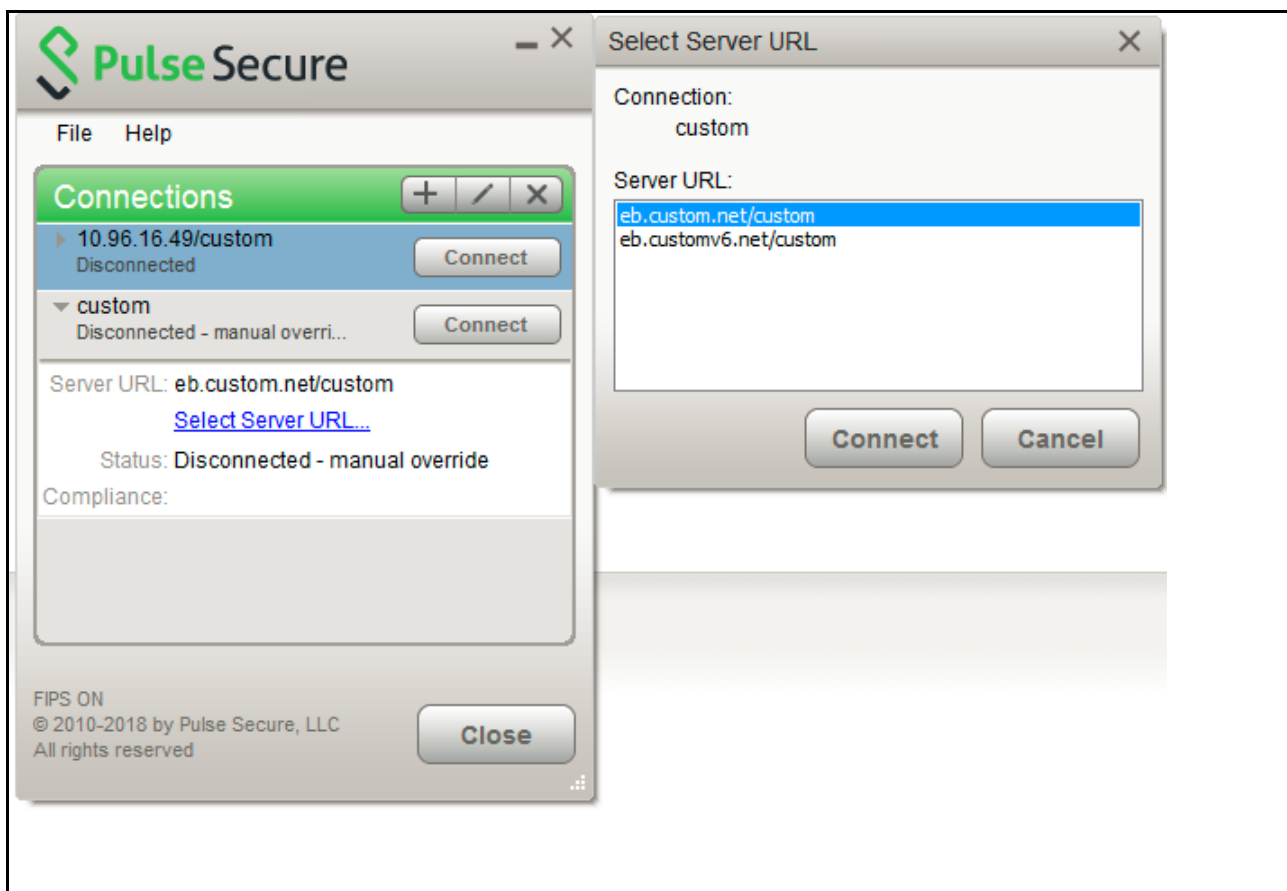 Pulse Secure
File Help
Connections
10.96.16.49/custom
Disconnected
Connect
custom
Disconnected - manual overri...
Connect
Server URL: eb.custom.net/custom
Select Server URL...
Status: Disconnected - manual override
Compliance:
FIPS ON
© 2010-2018 by Pulse Secure, LLC
All rights reserved
Close
Select Server URL
Connection:
custom
Server URL:
eb.custom.net/custom
eb.customv6.net/custom
Connect Cancel